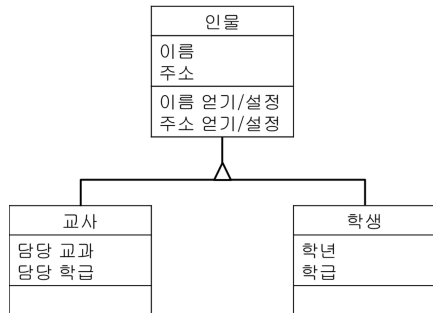 인물
이름
주소
이름 얻기/설정
주소 얻기/설정
교사
담당 교과
담당 학급
학생
학년
학급